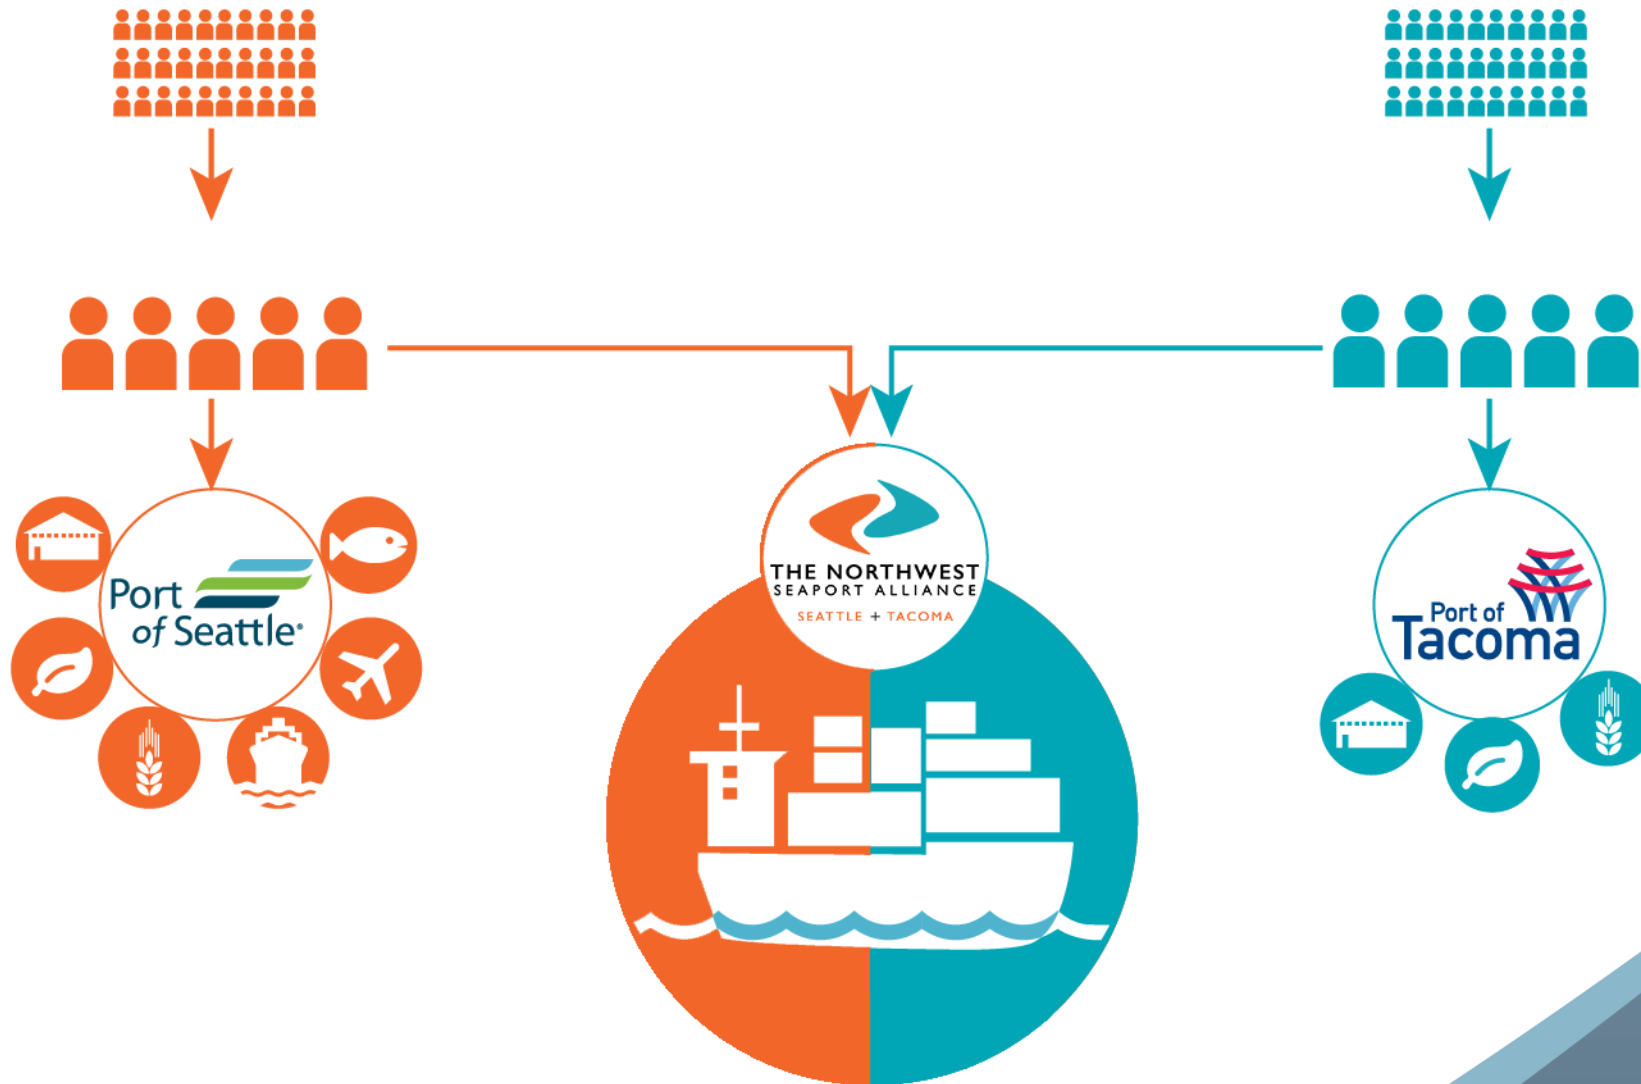 Port
of Seattle®
THE NORTHWEST
SEAPORT ALLIANCE
SEATTLE + TACOMA
Port of
Tacoma